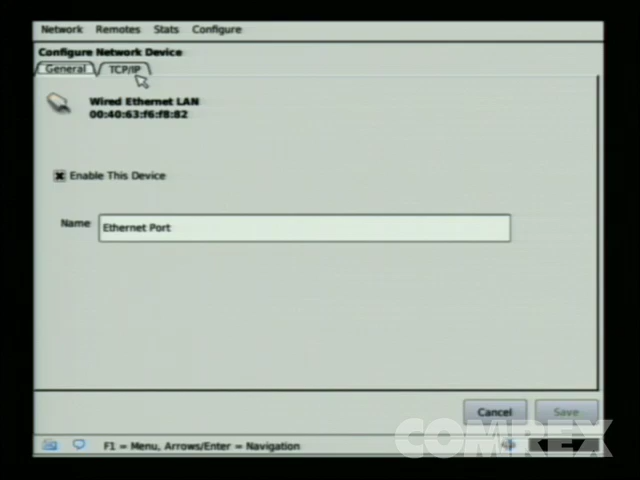 Network Remotes Stats Configure
Configure Network Device
General TCP/IP
Wired Ethernet LAN
00:40:63:f6:f8:82
Enable This Device
Name Ethernet Port
Cancel Save
F1 = Menu, Arrows/Enter = Navigation
COMREX